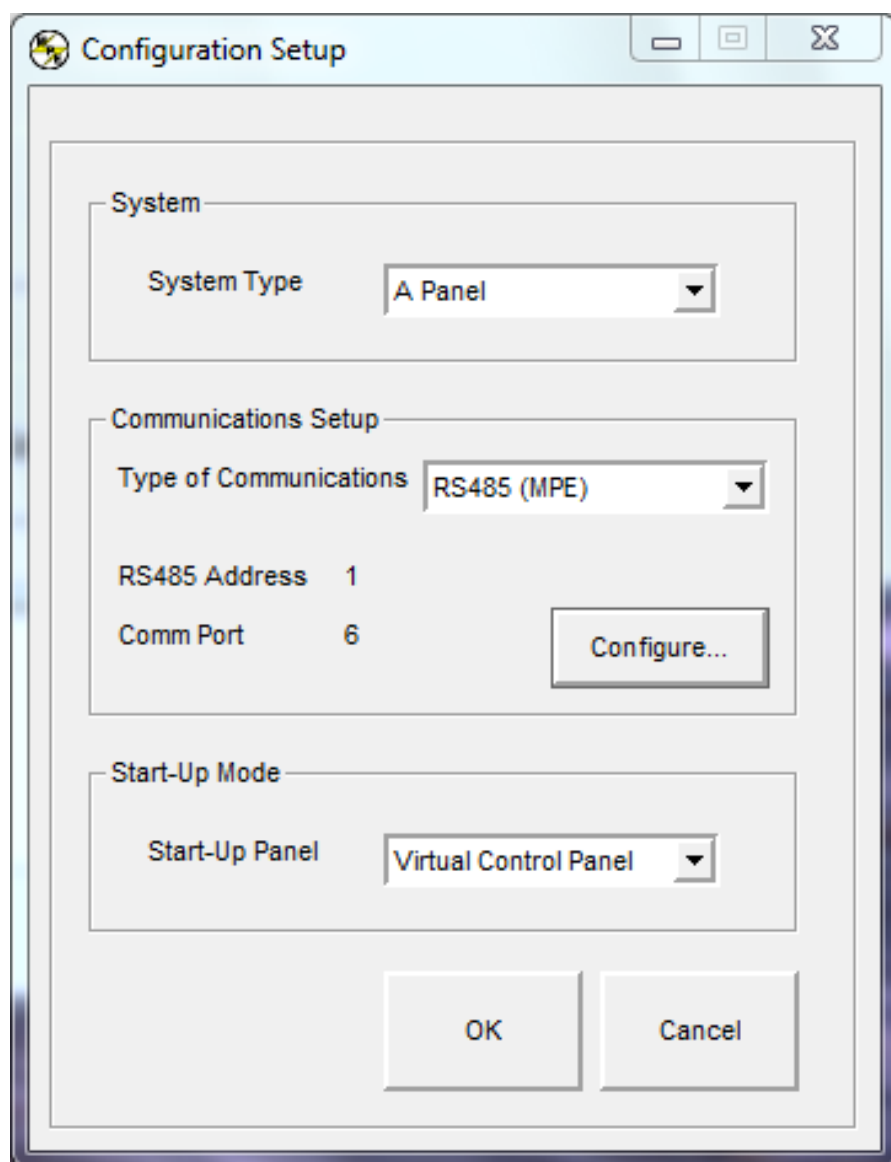 Configuration Setup
System
System Type A Panel
Communications Setup
Type of Communications RS485 (MPE)
RS485 Address 1
Comm Port 6
Configure...
Start-Up Mode
Start-Up Panel Virtual Control Panel
OK Cancel